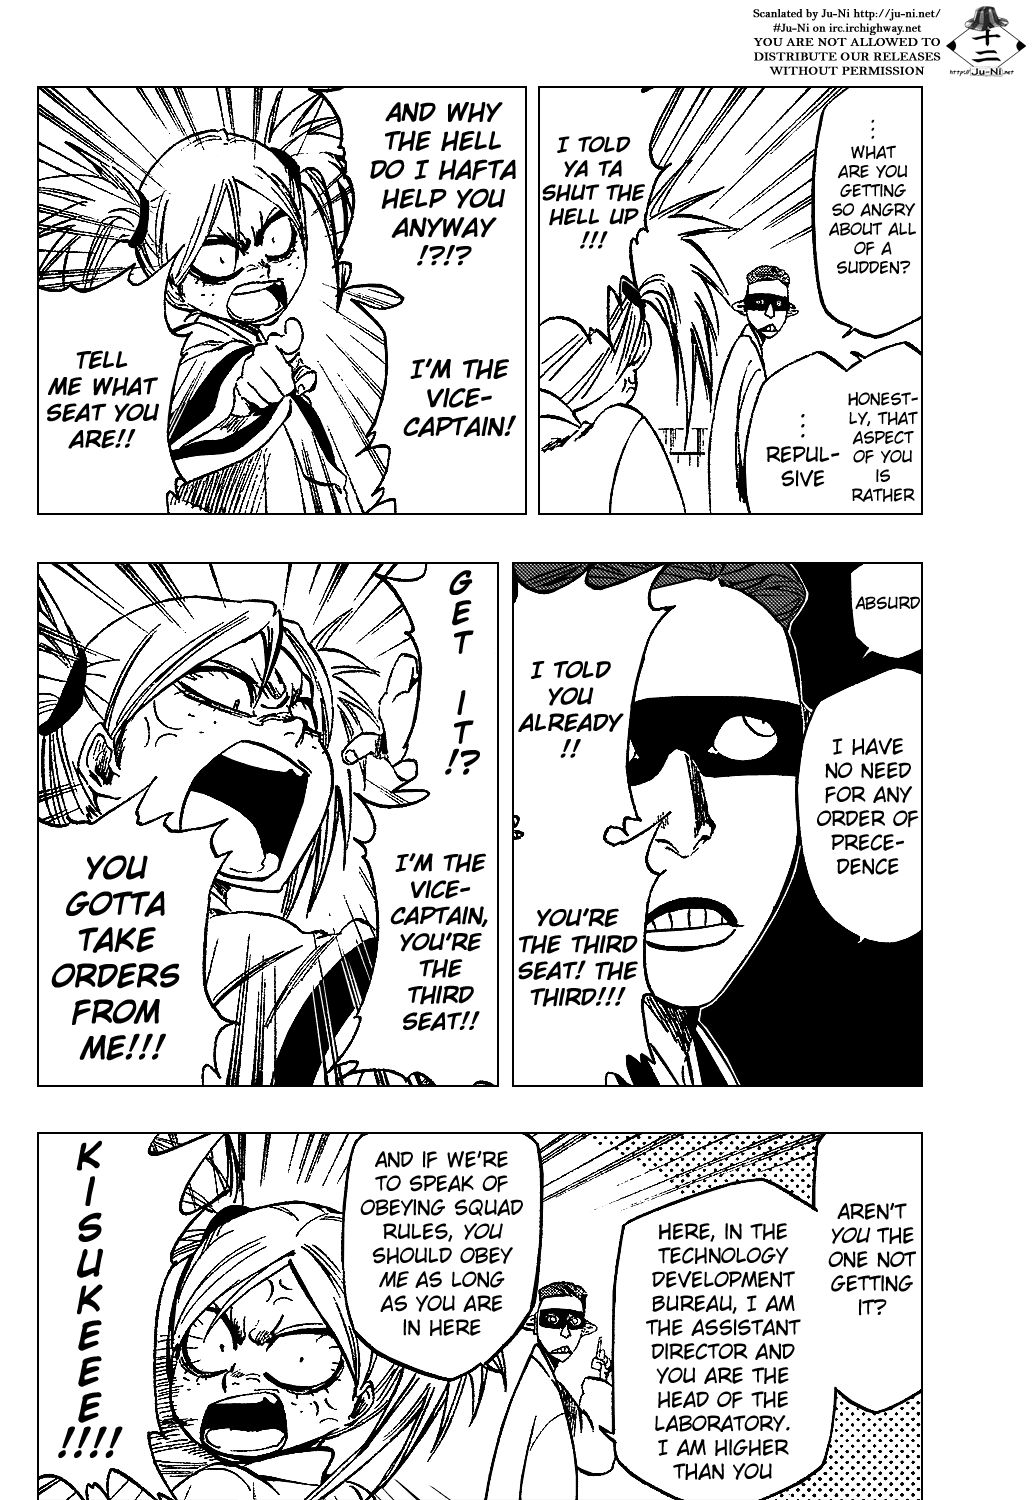 Scanlated by Ju-Ni http://ju-ni.net/
#Ju-Ni on irc.irchighway.net
YOU ARE NOT ALLOWED TO
DISTRIBUTE OUR RELEASES
WITHOUT PERMISSION
十二
http:// Ju-Ni.net
...
WHAT
ARE YOU
GETTING
SO ANGRY
ABOUT ALL
OF A
SUDDEN?
I TOLD
YA TA
SHUT THE
HELL UP
!!!
HONEST-
LY, THAT
ASPECT
OF YOU
IS
RATHER
...
REPUL-
SIVE
AND WHY
THE HELL
DO I HAFTA
HELP YOU
ANYWAY
!?!?
I'M THE
VICE-
CAPTAIN!
TELL
ME WHAT
SEAT YOU
ARE!!
ABSURD
I HAVE
NO NEED
FOR ANY
ORDER OF
PRECE-
DENCE
I TOLD
YOU
ALREADY
!!
YOU'RE
THE THIRD
SEAT! THE
THIRD!!!
GET IT!?
I'M THE
VICE-
CAPTAIN,
YOU'RE
THE
THIRD
SEAT!!
YOU
GOTTA
TAKE
ORDERS
FROM
ME!!!
AREN'T
YOU THE
ONE NOT
GETTING
IT?
HERE, IN THE
TECHNOLOGY
DEVELOPMENT
BUREAU, I AM
THE ASSISTANT
DIRECTOR AND
YOU ARE THE
HEAD OF THE
LABORATORY.
I AM HIGHER
THAN YOU
AND IF WE'RE
TO SPEAK OF
OBEYING SQUAD
RULES, YOU
SHOULD OBEY
ME AS LONG
AS YOU ARE
IN HERE
KISUKEEE!!!!